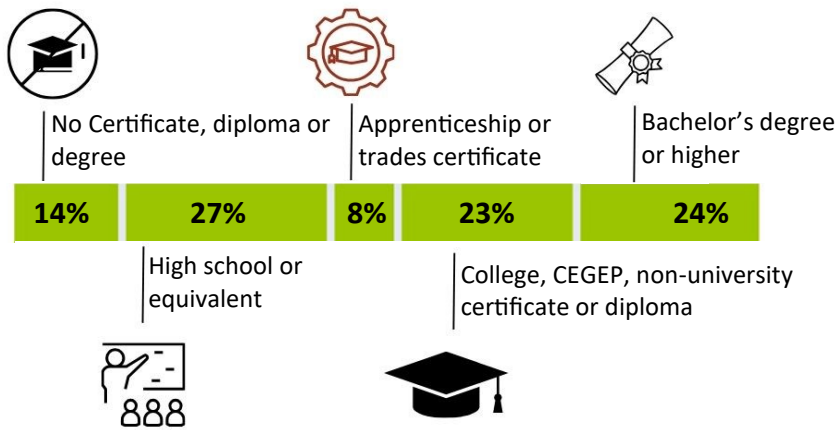 No Certificate, diploma or
degree
Apprenticeship or
trades certificate
Bachelor’s degree
or higher
14%
27%
8%
23%
24%
High school or
equivalent
College, CEGEP, non-university
certificate or diploma